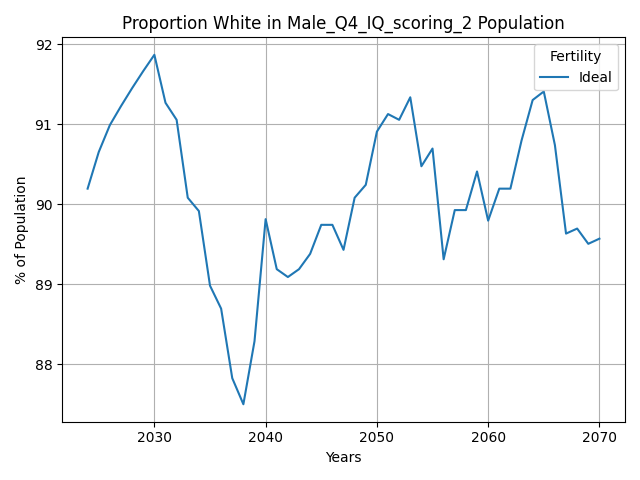 Proportion White in Male_Q4_IQ_scoring_2 Population
Fertility
Ideal
92
91
90
89
88
% of Population
2030
2040
2050
2060
2070
Years